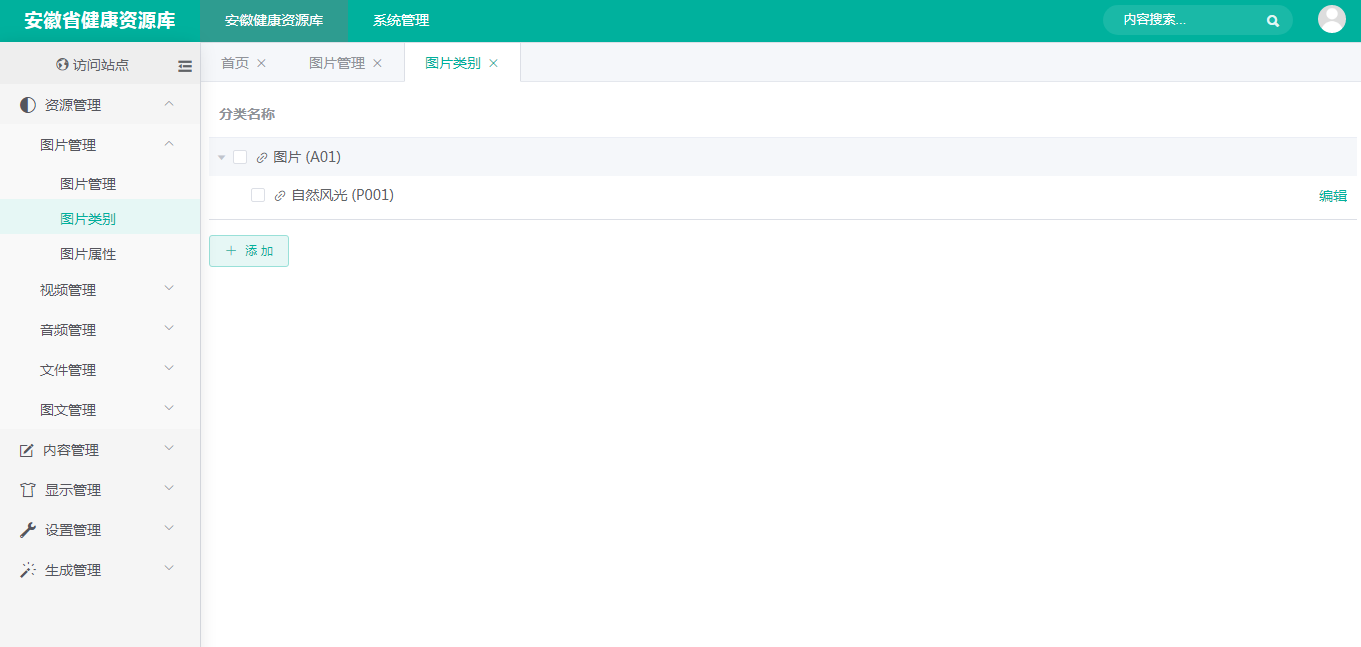 安徽省健康资源库
安徽健康资源库
系统管理
内容搜索...
访问站点
首页
图片管理
图片类别
资源管理
图片管理
图片管理
图片类别
图片属性
视频管理
音频管理
文件管理
图文管理
内容管理
显示管理
设置管理
生成管理
分类名称
图片 (A01)
自然风光 (P001)
编辑
添 加